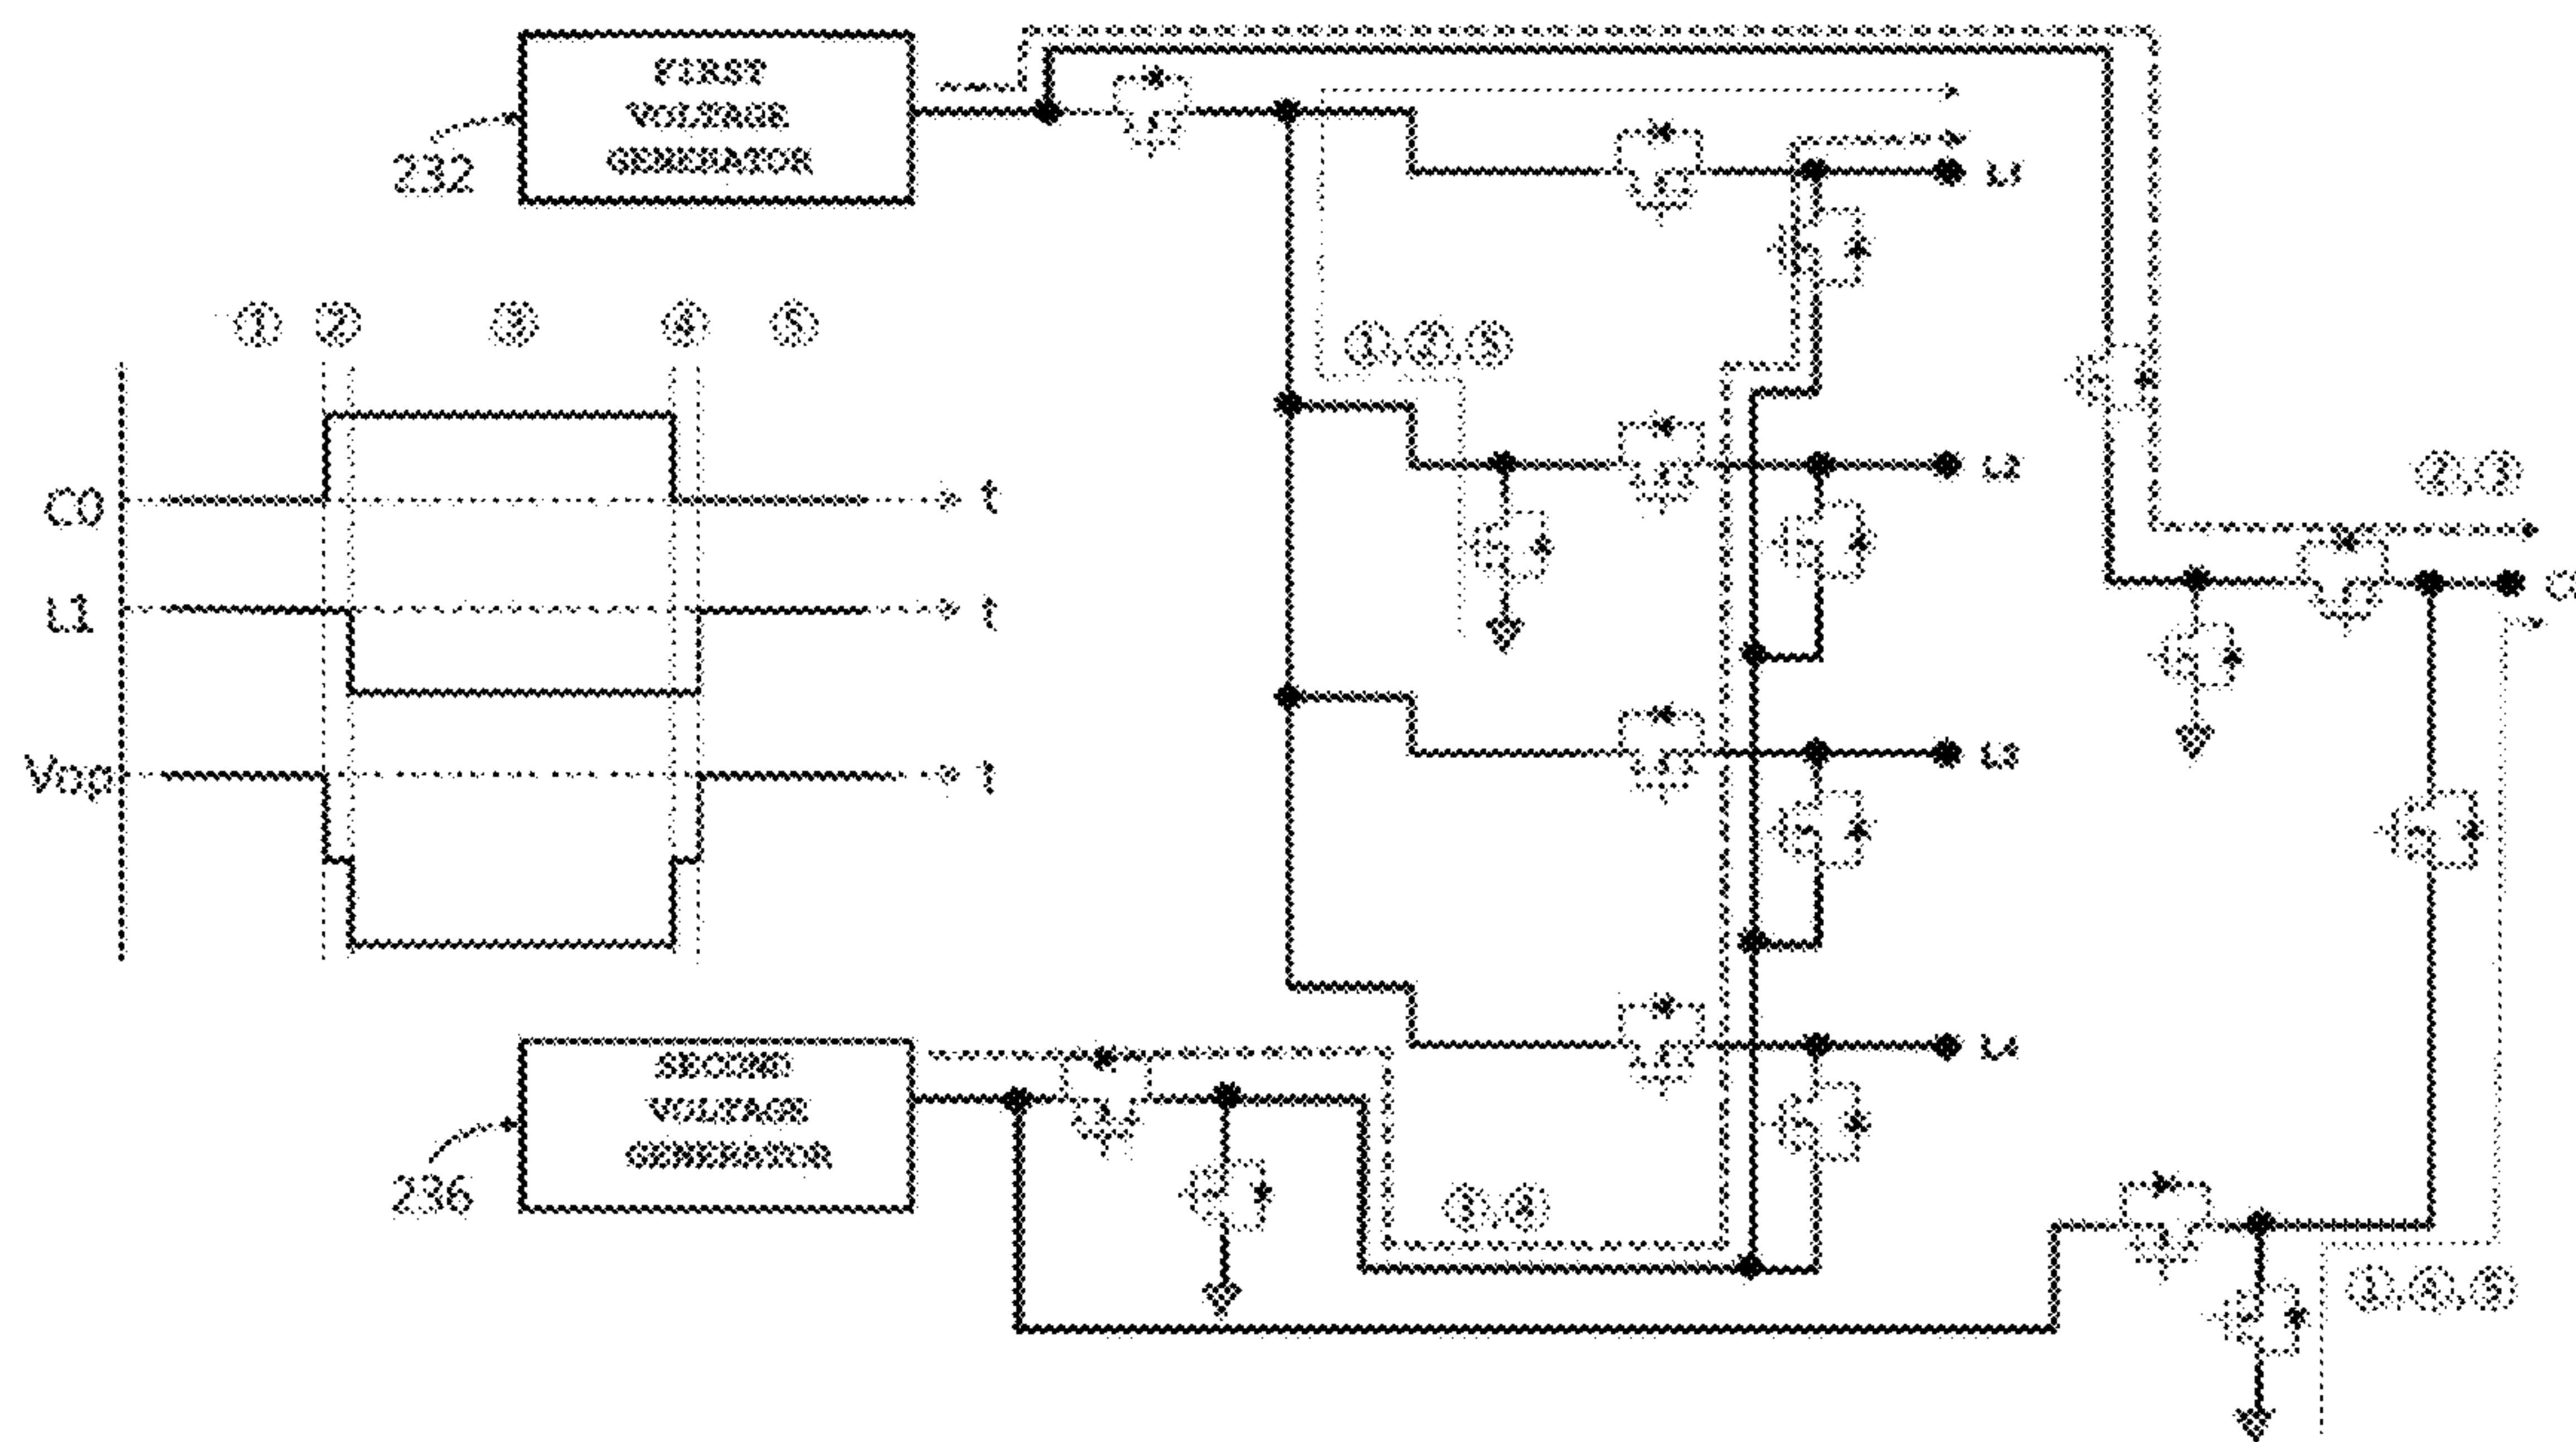 FIRST
VOLTAGE
GENERATOR
232
L1
① ② ③ ④ ⑤
①,②,⑤
L2
②,③
C0 t
L1 t
L3
Vop t
SECOND
VOLTAGE
GENERATOR
L4
236
③,④
①,④,⑤